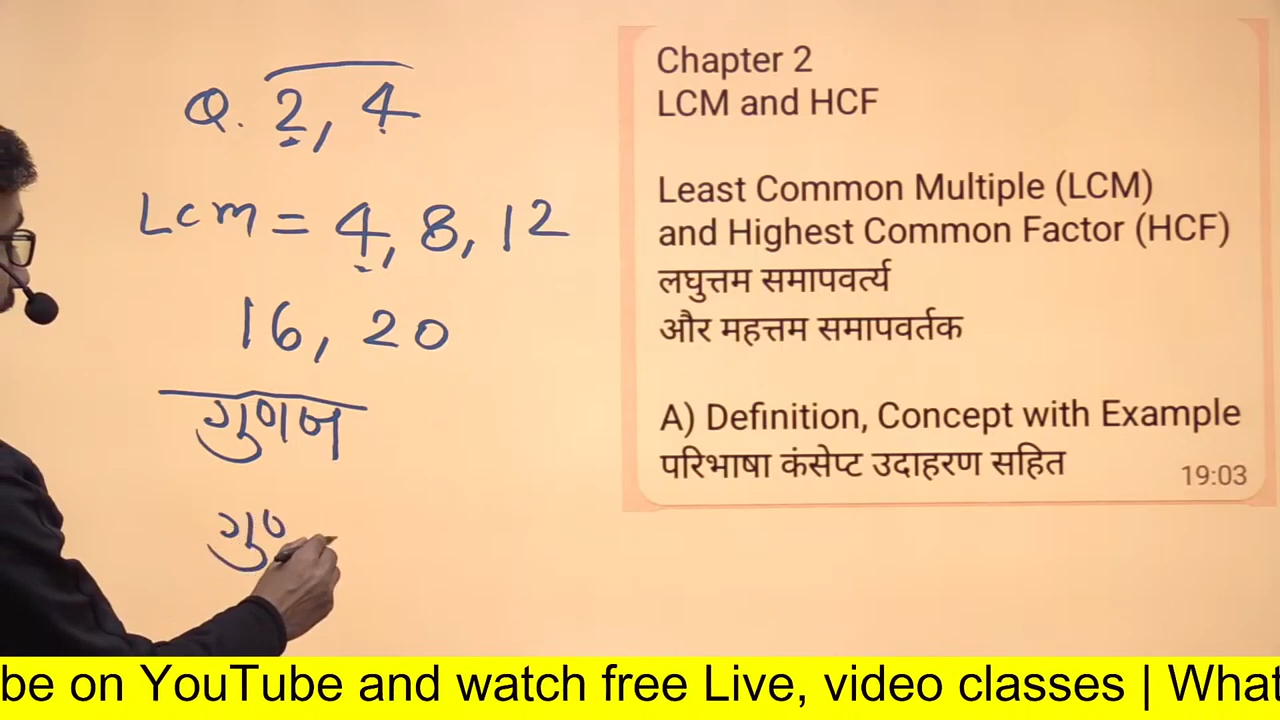 Q. 2, 4
Lcm = 4, 8, 12
16, 20
गुणज
Chapter 2
LCM and HCF
Least Common Multiple (LCM)
and Highest Common Factor (HCF)
लघुत्तम समापवर्त्य
और महत्तम समापवर्तक
A) Definition, Concept with Example
परिभाषा कंसेप्ट उदाहरण सहित
19:03
be on YouTube and watch free Live, video classes | What